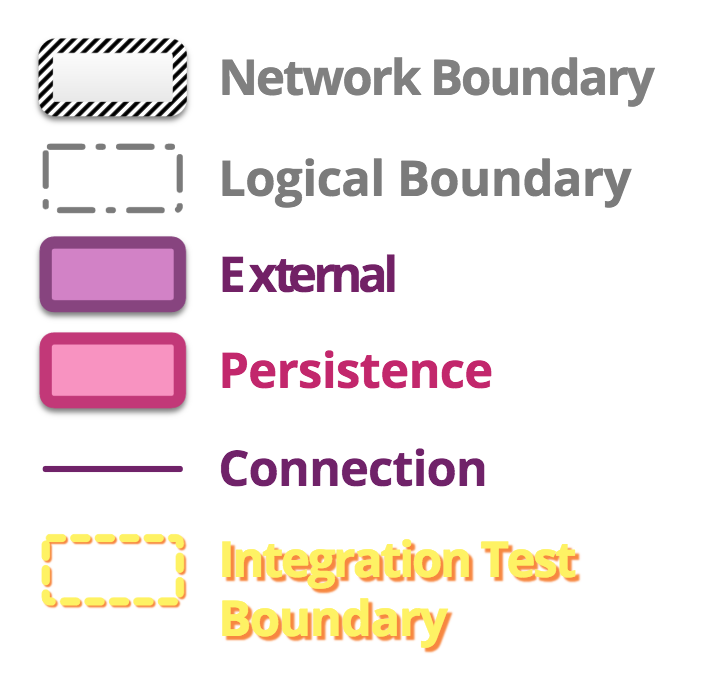 Network Boundary
Logical Boundary
External
Persistence
Connection
Integration Test
Boundary